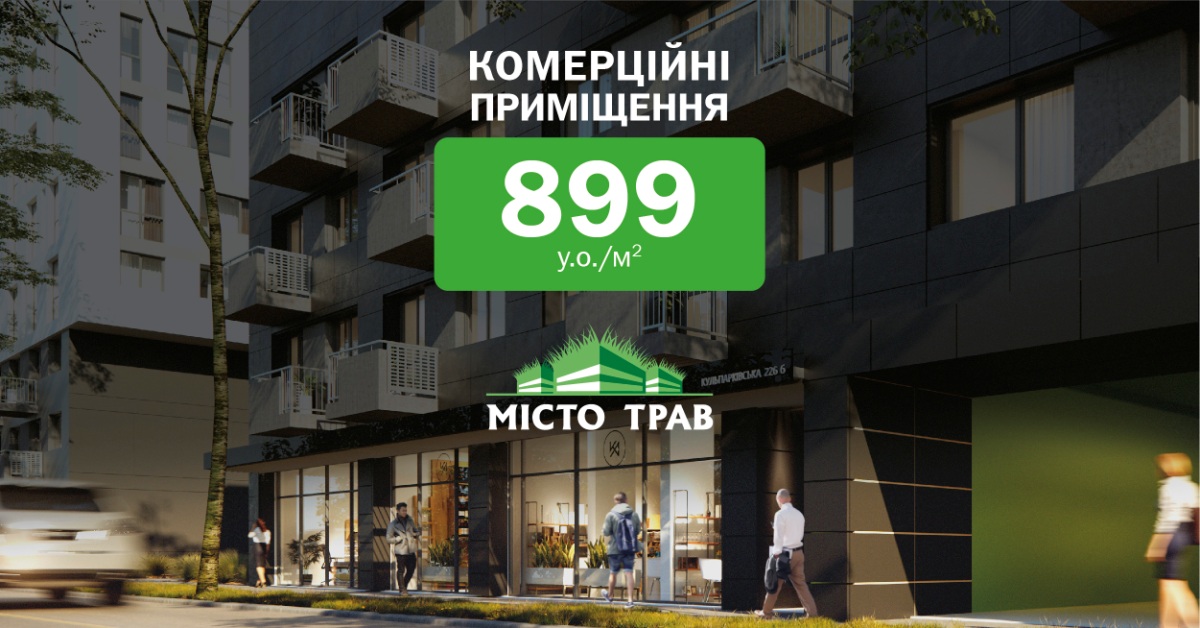 КОМЕРЦІЙНІ
ПРИМІЩЕННЯ
899
у.о./м²
КУЛЬПАРКІВСЬКА 226 Б
МІСТО ТРАВ